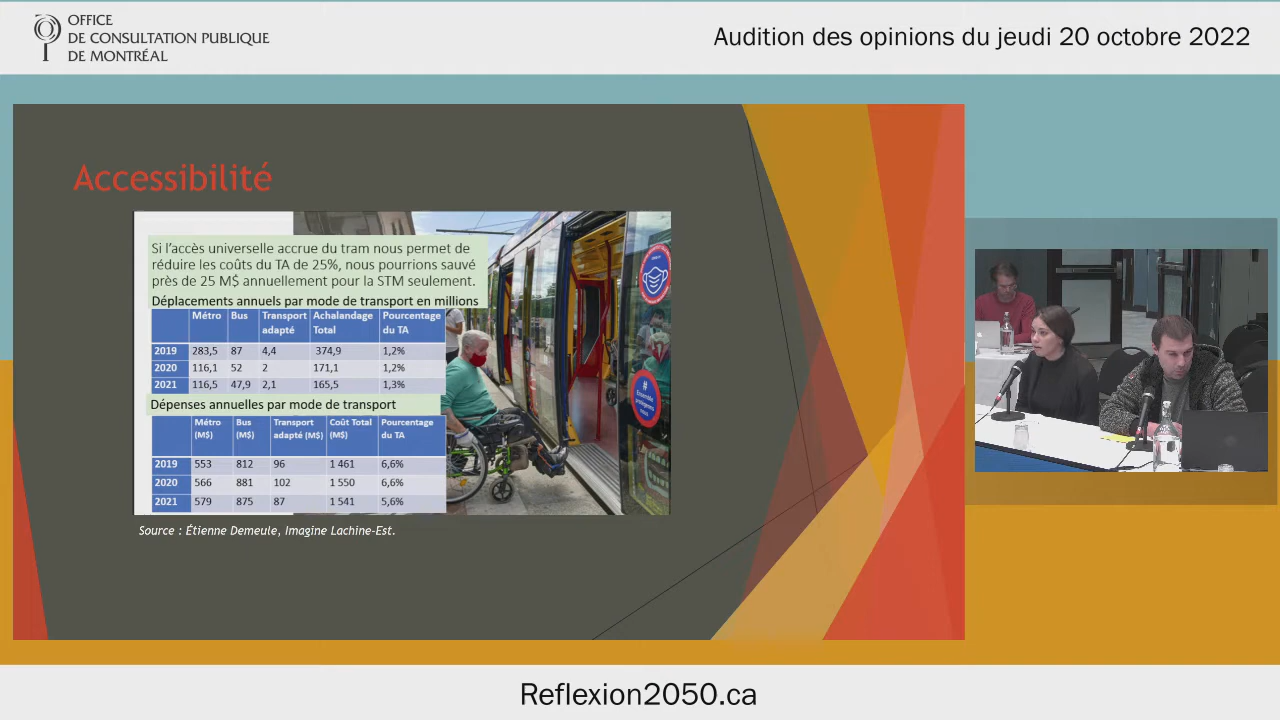 OFFICE
DE CONSULTATION PUBLIQUE
DE MONTRÉAL
Audition des opinions du jeudi 20 octobre 2022
Accessibilité
Si l'accès universelle accrue du tram nous permet de
réduire les coûts du TA de 25%, nous pourrions sauvé
près de 25 M$ annuellement pour la STM seulement.
Déplacements annuels par mode de transport en millions
Métro Bus Transport adapté Achalandage Total Pourcentage du TA
2019 283,5 87 4,4 374,9 1,2%
2020 116,1 52 2 171,1 1,2%
2021 116,5 47,9 2,1 165,5 1,3%
Dépenses annuelles par mode de transport
Métro (M$) Bus (M$) Transport adapté (M$) Coût Total (M$) Pourcentage du TA
2019 553 812 96 1 461 6,6%
2020 566 881 102 1 550 6,6%
2021 579 875 87 1 541 5,6%
#
Ensemble
protégeons
nous
Source : Étienne Demeule, Imagine Lachine-Est.
Reflexion2050.ca